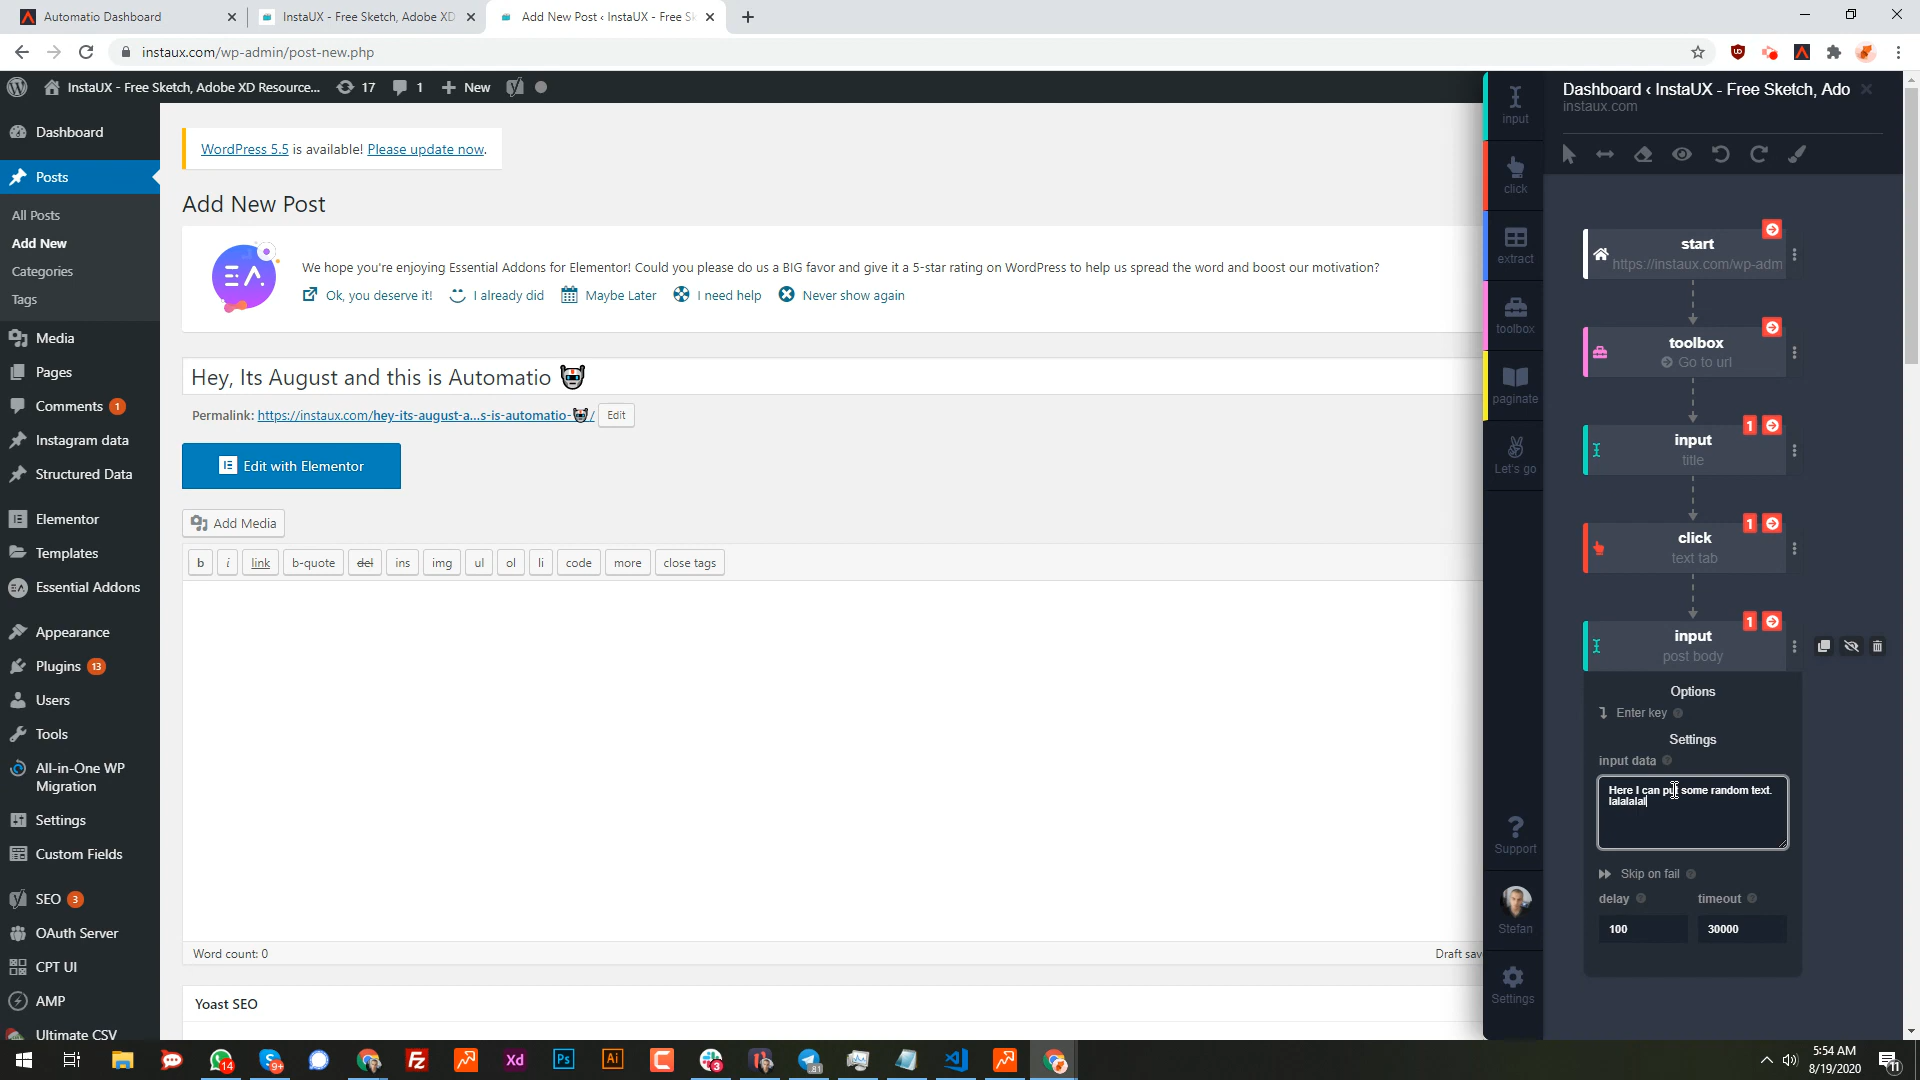 Automatio Dashboard
InstaUX - Free Sketch, Adobe XD
Add New Post ‹ InstaUX - Free Sk
instaux.com/wp-admin/post-new.php
InstaUX - Free Sketch, Adobe XD Resource...
17
1
New
Dashboard
Posts
All Posts
Add New
Categories
Tags
Media
Pages
Comments 1
Instagram data
Structured Data
Elementor
Templates
Essential Addons
Appearance
Plugins 13
Users
Tools
All-in-One WP
Migration
Settings
Custom Fields
SEO 3
OAuth Server
CPT UI
AMP
Ultimate CSV
WordPress 5.5 is available! Please update now.
Add New Post
EA
We hope you're enjoying Essential Addons for Elementor! Could you please do us a BIG favor and give it a 5-star rating on WordPress to help us spread the word and boost our motivation?
Ok, you deserve it!
I already did
Maybe Later
I need help
Never show again
Hey, Its August and this is Automatio
Permalink: https://instaux.com/hey-its-august-a...s-is-automatio-🤖/
Edit
Edit with Elementor
Add Media
b
i
link
b-quote
del
ins
img
ul
ol
li
code
more
close tags
Word count: 0
Draft sav
Yoast SEO
input
click
extract
toolbox
paginate
Let's go
Support
Stefan
Settings
Dashboard ‹ InstaUX - Free Sketch, Ado
instaux.com
start
https://instaux.com/wp-adm
toolbox
Go to url
1
input
title
1
click
text tab
1
input
post body
Options
Enter key
Settings
input data
Here I can put some random text.
lalalalal
Skip on fail
delay
timeout
100
30000
14
9+
Xd
Ps
Ai
3
81
5:54 AM
8/19/2020
11